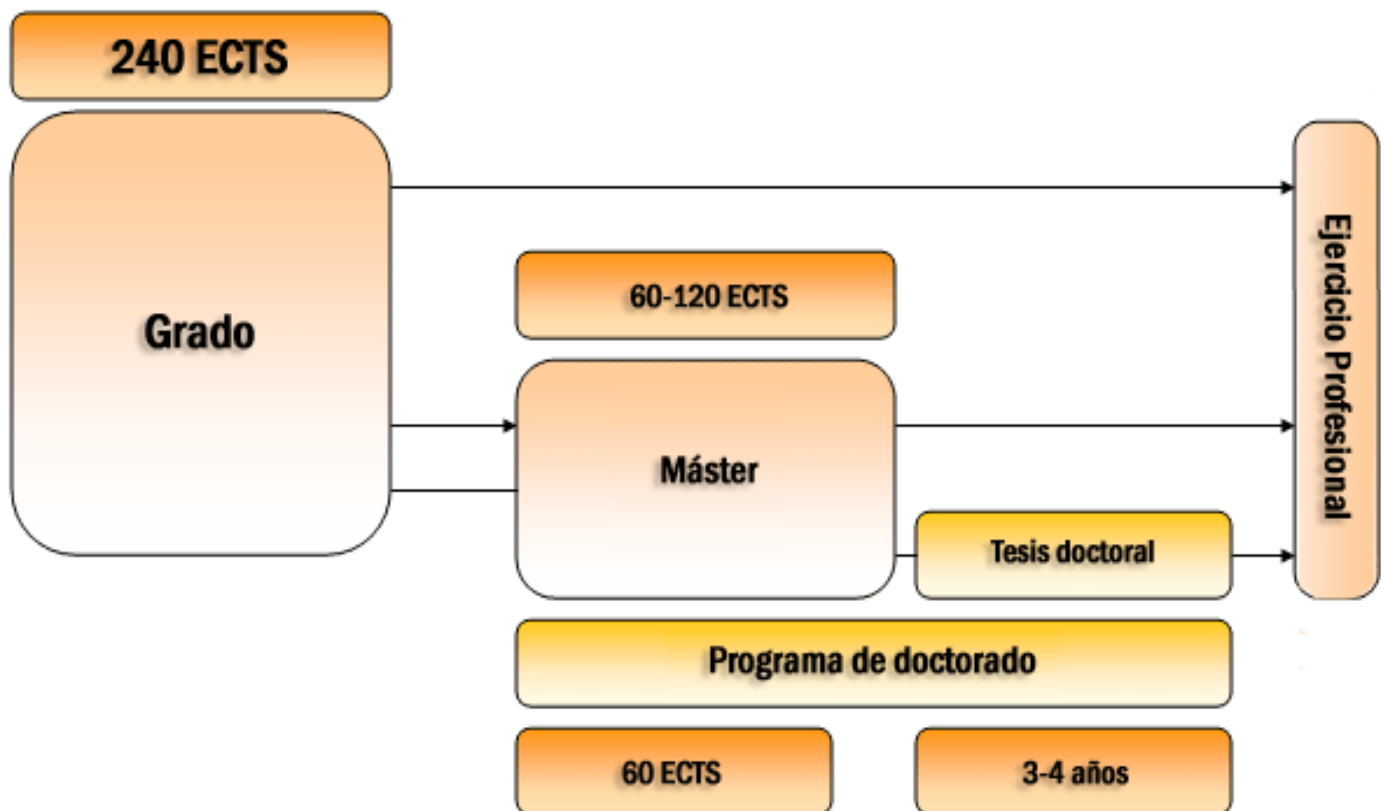 240 ECTS
Grado
60-120 ECTS
Máster
Tesis doctoral
Ejercicio Profesional
Programa de doctorado
60 ECTS
3-4 años